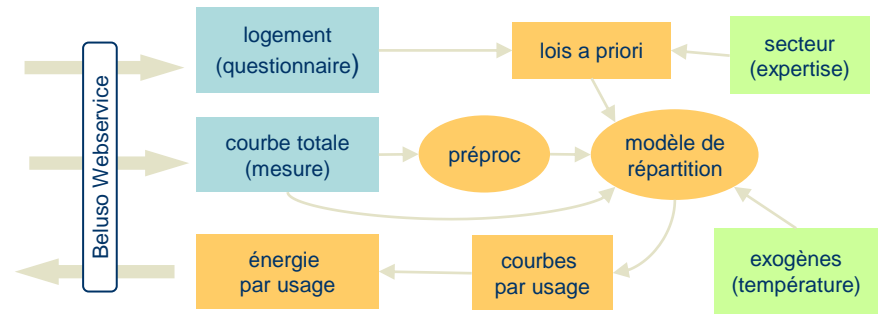 Beluso Webservice
logement
(questionnaire)
lois a priori
secteur
(expertise)
courbe totale
(mesure)
préproc
modèle de
répartition
énergie
par usage
courbes
par usage
exogènes
(température)